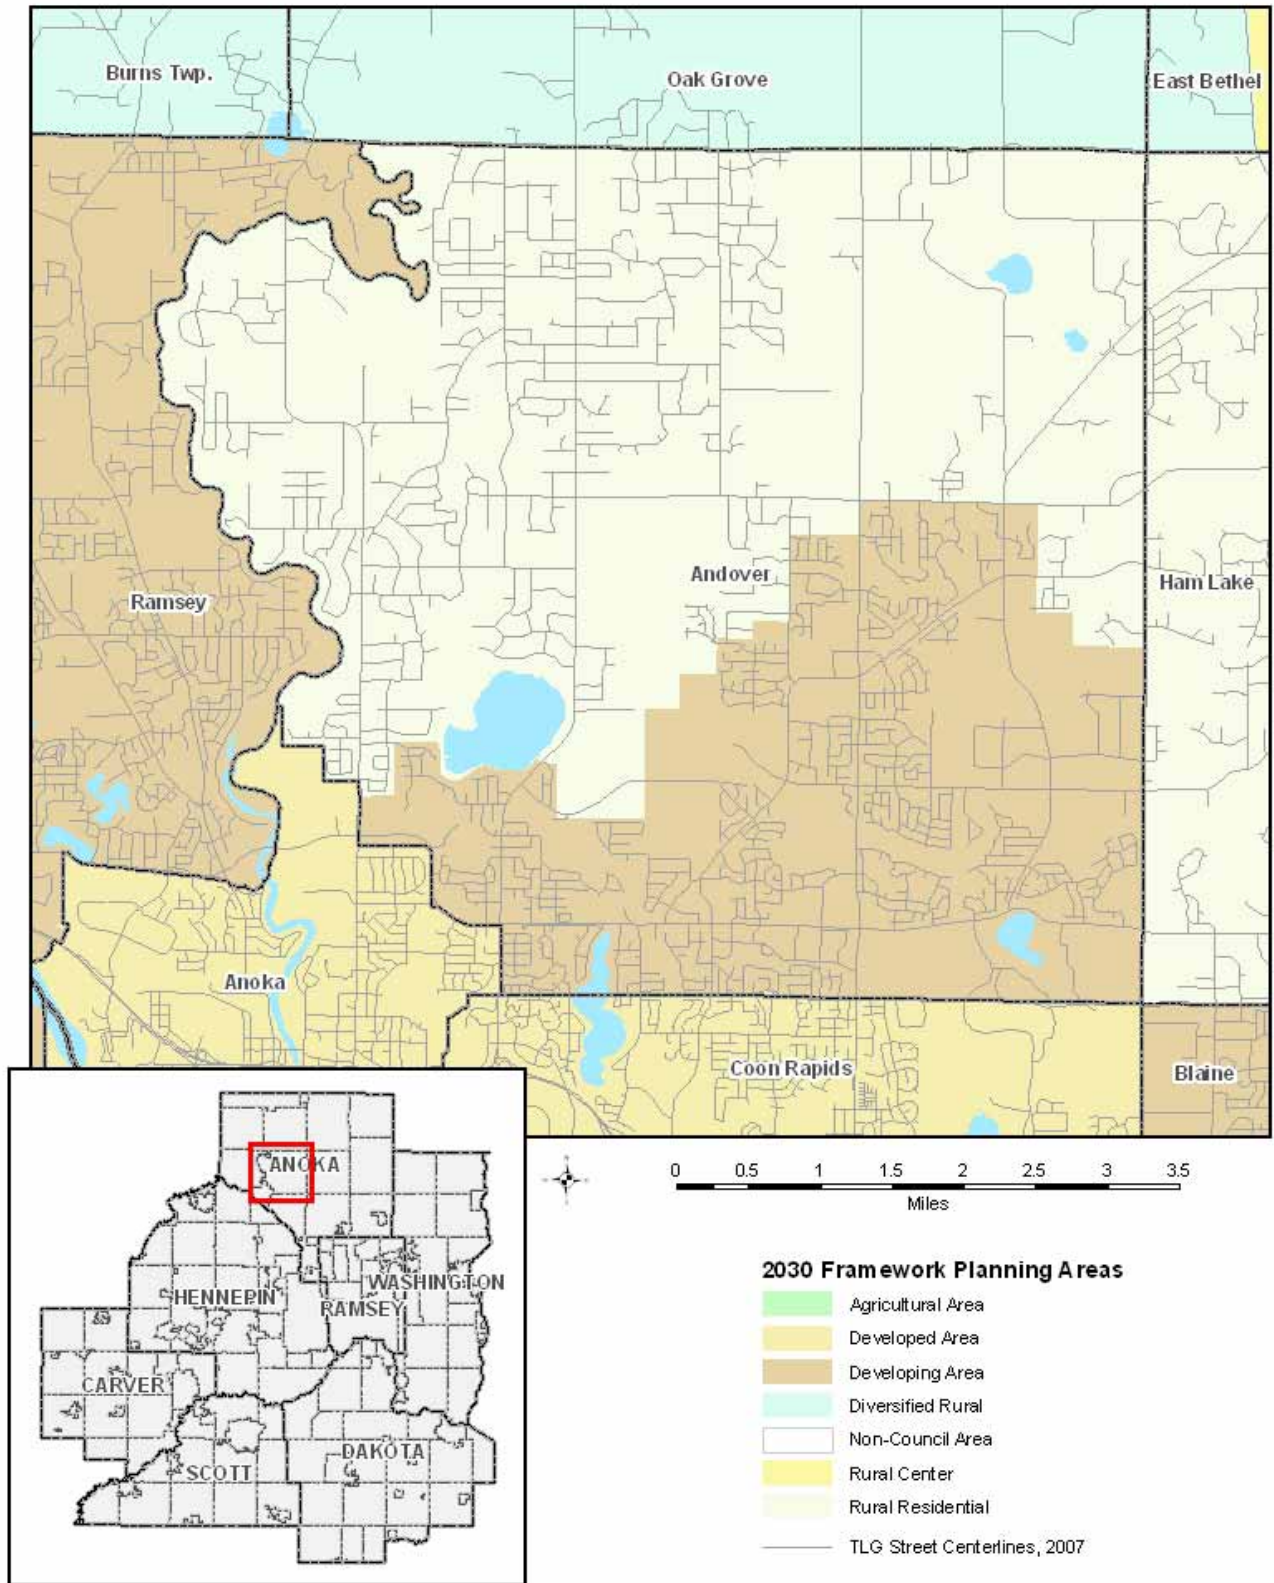 Burns Twp.
Oak Grove
East Bethel
Andover
Ham Lake
Ramsey
Anoka
Coon Rapids
Blaine
ANOKA
HENNEPIN
WASHINGTON
RAMSEY
CARVER
SCOTT
DAKOTA
0 0.5 1 1.5 2 2.5 3 3.5
Miles
2030 Framework Planning Areas
Agricultural Area
Developed Area
Developing Area
Diversified Rural
Non-Council Area
Rural Center
Rural Residential
TLG Street Centerlines, 2007